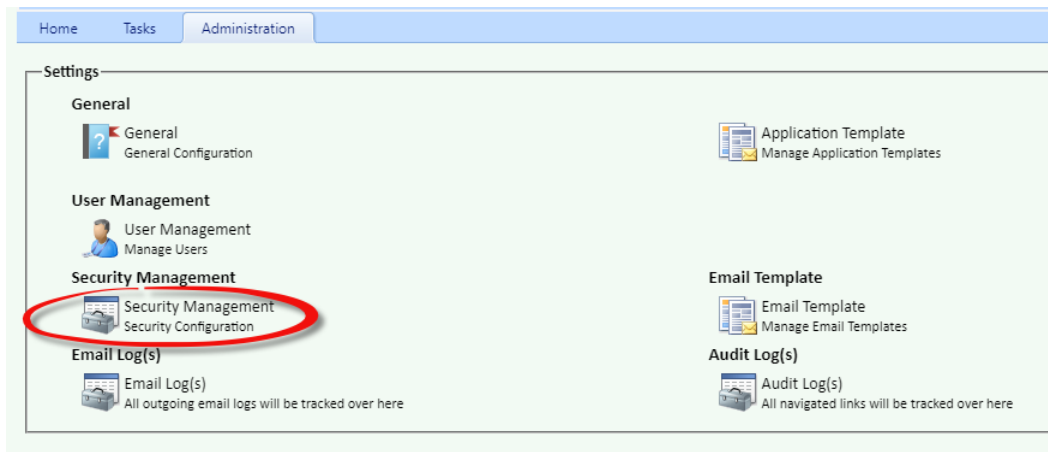 Home Tasks Administration
Settings
General
General
General Configuration
Application Template
Manage Application Templates
User Management
User Management
Manage Users
Security Management
Security Management
Security Configuration
Email Template
Email Template
Manage Email Templates
Email Log(s)
Email Log(s)
All outgoing email logs will be tracked over here
Audit Log(s)
Audit Log(s)
All navigated links will be tracked over here